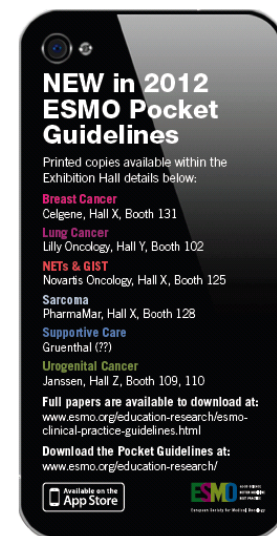 NEW in 2012
ESMO Pocket
Guidelines
Printed copies available within the
Exhibition Hall details below:
Breast Cancer
Celgene, Hall X, Booth 131
Lung Cancer
Lilly Oncology, Hall Y, Booth 102
NETs & GIST
Novartis Oncology, Hall X, Booth 125
Sarcoma
PharmaMar, Hall X, Booth 128
Supportive Care
Gruenthal (??)
Urogenital Cancer
Janssen, Hall Z, Booth 109, 110
Full papers are available to download at:
www.esmo.org/education-research/esmo-
clinical-practice-guidelines.html
Download the Pocket Guidelines at:
www.esmo.org/education-research/
Available on the
App Store
ESMO
European Society for Medical Oncology